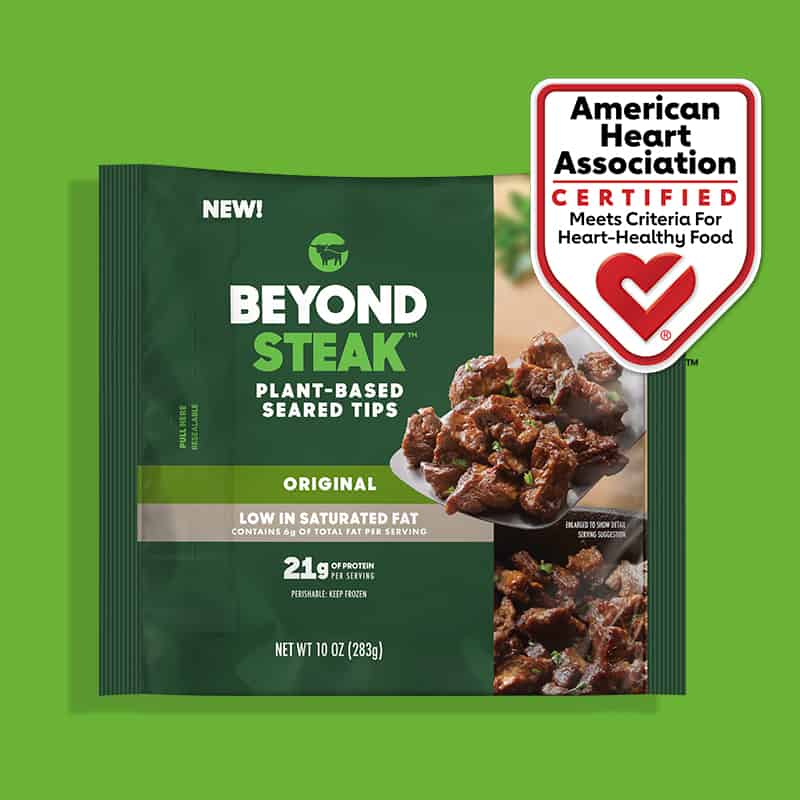 American
Heart
Association
CERTIFIED
Meets Criteria For
Heart-Healthy Food
®
™
NEW!
BEYOND
STEAK™
PLANT-BASED
SEARED TIPS
PULL HERE
RESEALABLE
ORIGINAL
LOW IN SATURATED FAT
CONTAINS 6g OF TOTAL FAT PER SERVING
21g OF PROTEIN
PER SERVING
PERISHABLE: KEEP FROZEN
ENLARGED TO SHOW DETAIL
SERVING SUGGESTION
NET WT 10 OZ (283g)